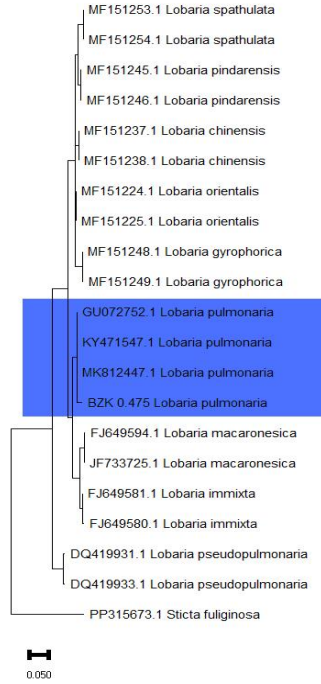 MF151253.1 Lobaria spathulata
MF151254.1 Lobaria spathulata
MF151245.1 Lobaria pindarensis
MF151246.1 Lobaria pindarensis
MF151237.1 Lobaria chinensis
MF151238.1 Lobaria chinensis
MF151224.1 Lobaria orientalis
MF151225.1 Lobaria orientalis
MF151248.1 Lobaria gyrophorica
MF151249.1 Lobaria gyrophorica
GU072752.1 Lobaria pulmonaria
KY471547.1 Lobaria pulmonaria
MK812447.1 Lobaria pulmonaria
BZK 0.475 Lobaria pulmonaria
FJ649594.1 Lobaria macaronesica
JF733725.1 Lobaria macaronesica
FJ649581.1 Lobaria immixta
FJ649580.1 Lobaria immixta
DQ419931.1 Lobaria pseudopulmonaria
DQ419933.1 Lobaria pseudopulmonaria
PP315673.1 Sticta fuliginosa
0.050